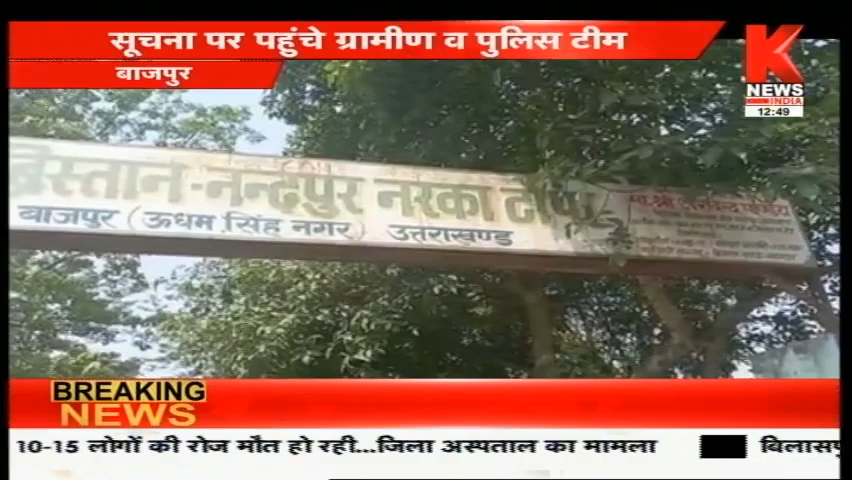 सूचना पर पहुंचे ग्रामीण व पुलिस टीम
बाजपुर
K
NEWS
INDIA
12:49
ब्रिस्तान-नन्दपुर नरका टोपा
बाजपुर (ऊधम सिंह नगर) उत्तराखण्ड
BREAKING
NEWS
10-15 लोगों की रोज मौत हो रही...जिला अस्पताल का मामला
बिलासपु